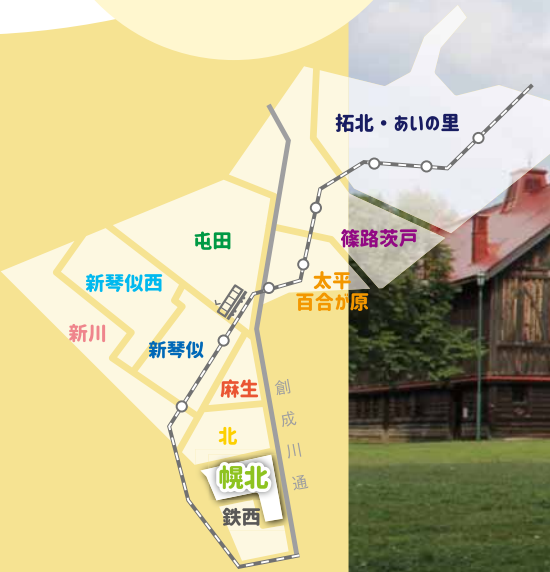 拓北・あいの里
篠路茨戸
屯田
太平
百合が原
新琴似西
新川
新琴似
麻生
創成川通
北
幌北
鉄西